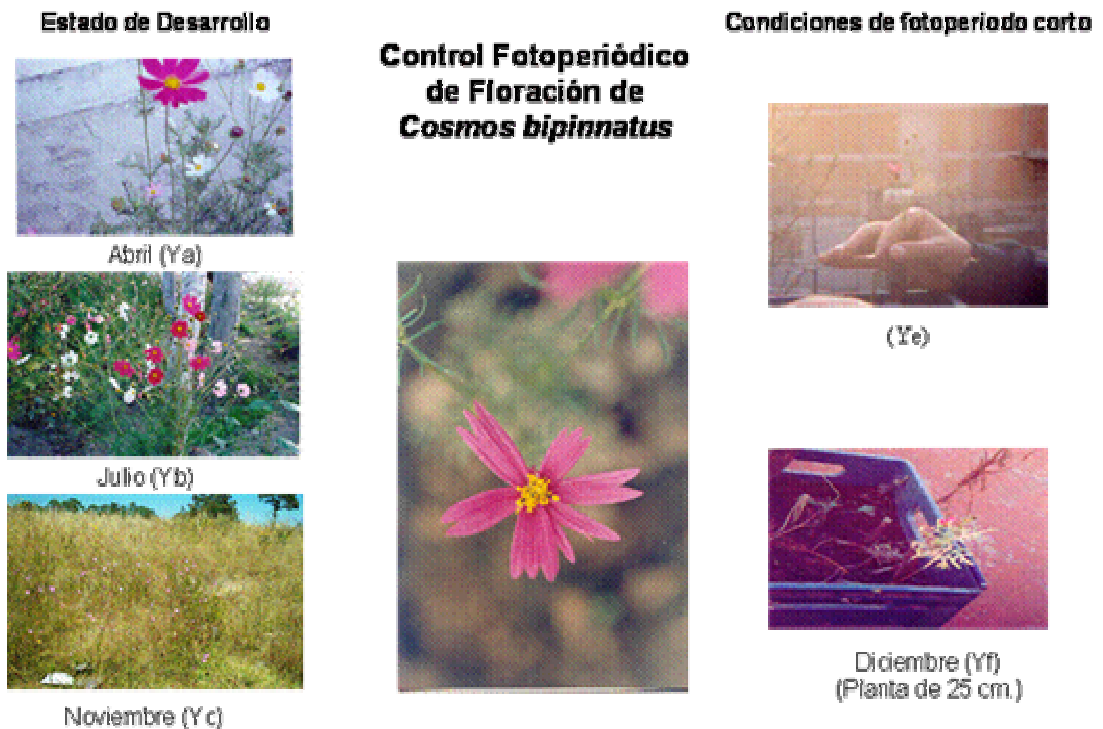 Estado de Desarrollo
Abril (Ya)
Julio (Yb)
Noviembre (Yc)
Control Fotoperiódico
de Floración de
Cosmos bipinnatus
Condiciones de fotoperiodo corto
(Ye)
Diciembre (Yf)
(Planta de 25 cm.)